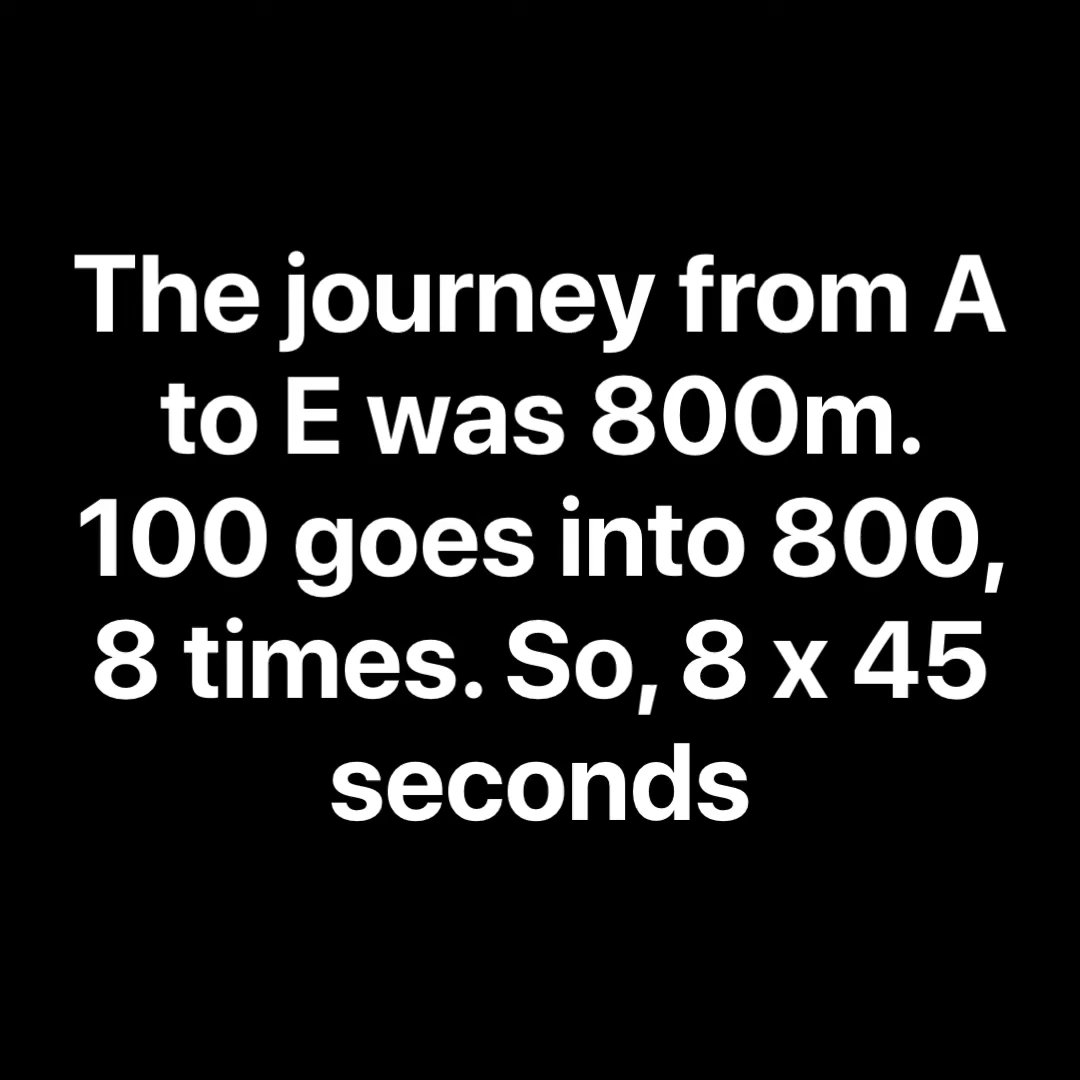 The journey from A
to E was 800m.
100 goes into 800,
8 times. So, 8 x 45
seconds